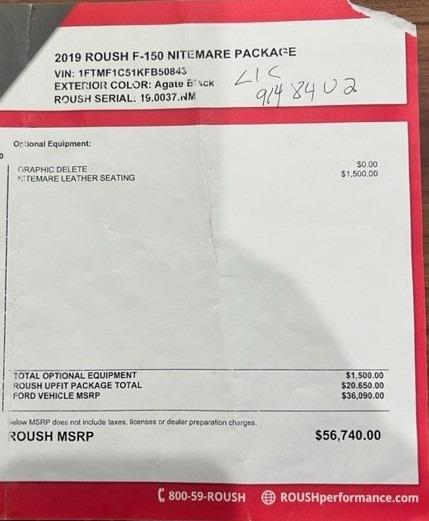 2019 ROUSH F-150 NITEMARE PACKAGE
VIN: 1FTMF1C51KFB50843
EXTERIOR COLOR: Agate Black
ROUSH SERIAL: 19.0037.NM
LIC
914 84U2
Optional Equipment:
GRAPHIC DELETE $0.00
NITEMARE LEATHER SEATING $1,500.00
TOTAL OPTIONAL EQUIPMENT $1,500.00
ROUSH UPFIT PACKAGE TOTAL $20,650.00
FORD VEHICLE MSRP $36,090.00
Below MSRP does not include taxes, licenses or dealer preparation charges.
ROUSH MSRP $56,740.00
800-59-ROUSH ROUSHperformance.com